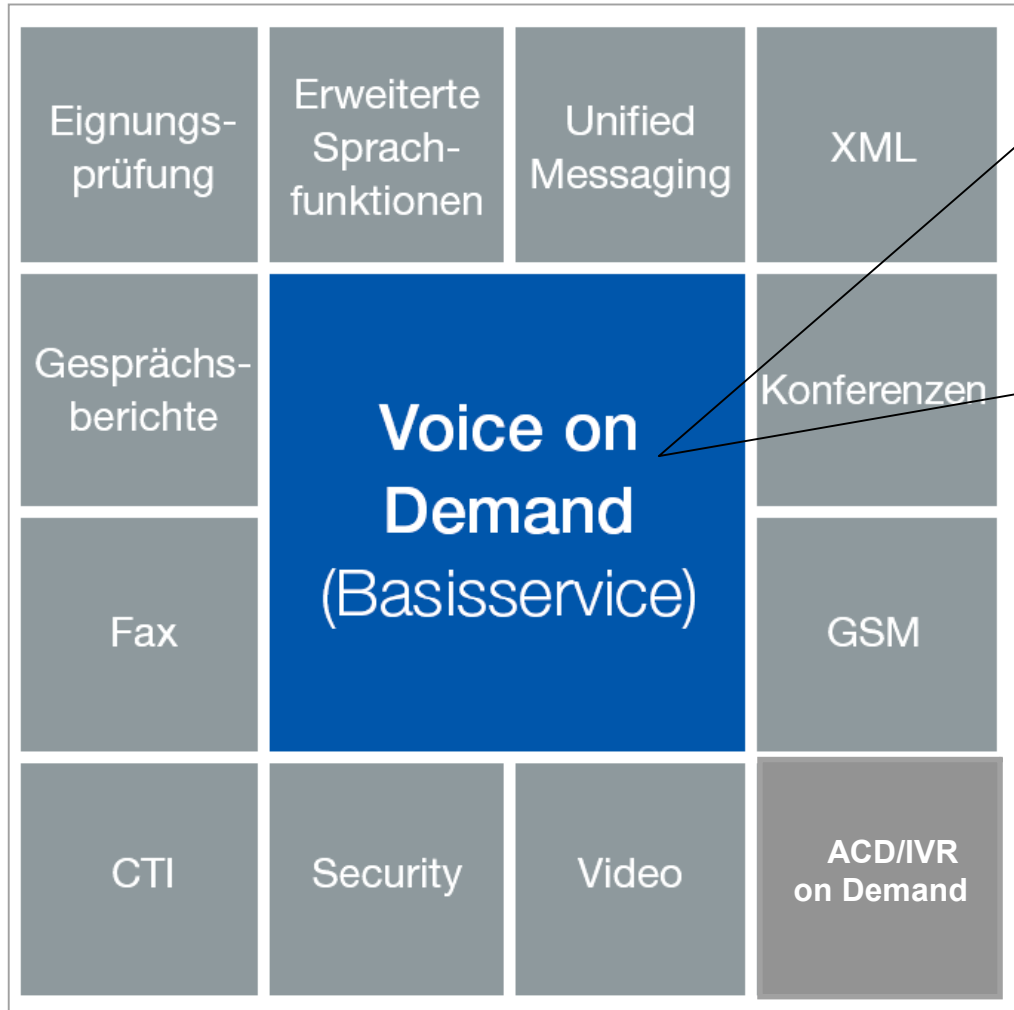 Eignungs-
prüfung
Erweiterte
Sprach-
funktionen
Unified
Messaging
XML
Gesprächs-
berichte
Voice on
Demand
(Basisservice)
Konferenzen
Fax
GSM
CTI
Security
Video
ACD/IVR
on Demand